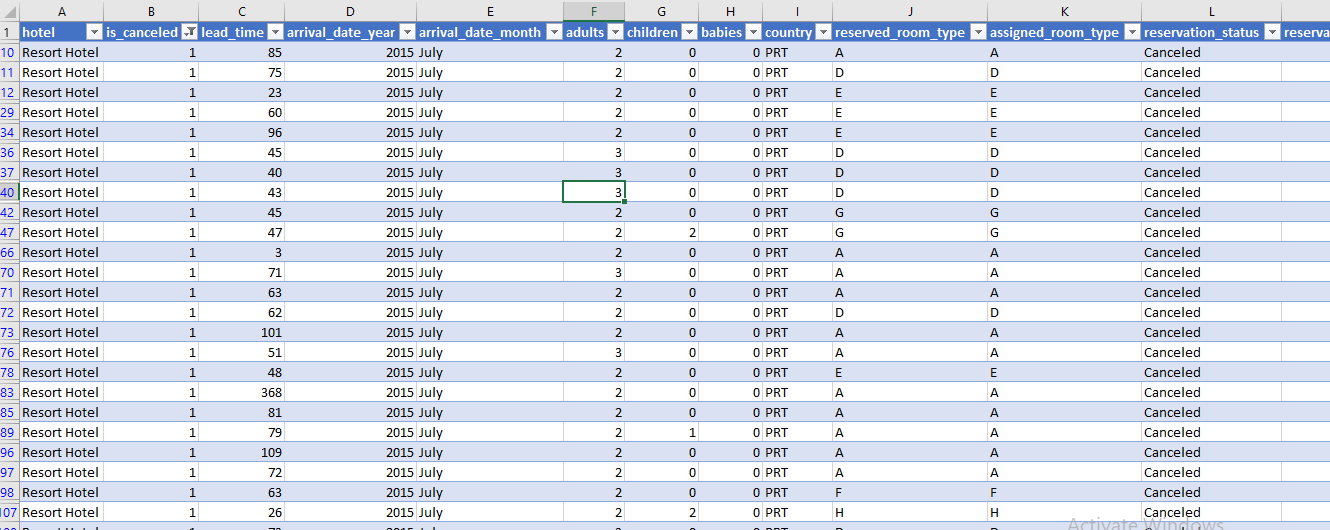 A B C D E F G H I J K L
1 hotel is_canceled lead_time arrival_date_year arrival_date_month adults children babies country reserved_room_type assigned_room_type reservation_status reserva
10 Resort Hotel 1 85 2015 July 2 0 0 PRT A A Canceled
11 Resort Hotel 1 75 2015 July 2 0 0 PRT D D Canceled
12 Resort Hotel 1 23 2015 July 2 0 0 PRT E E Canceled
29 Resort Hotel 1 60 2015 July 2 0 0 PRT E E Canceled
34 Resort Hotel 1 96 2015 July 2 0 0 PRT E E Canceled
36 Resort Hotel 1 45 2015 July 3 0 0 PRT D D Canceled
37 Resort Hotel 1 40 2015 July 3 0 0 PRT D D Canceled
40 Resort Hotel 1 43 2015 July 3 0 0 PRT D D Canceled
42 Resort Hotel 1 45 2015 July 2 0 0 PRT G G Canceled
47 Resort Hotel 1 47 2015 July 2 2 0 PRT G G Canceled
66 Resort Hotel 1 3 2015 July 2 0 0 PRT A A Canceled
70 Resort Hotel 1 71 2015 July 3 0 0 PRT A A Canceled
71 Resort Hotel 1 63 2015 July 2 0 0 PRT A A Canceled
72 Resort Hotel 1 62 2015 July 2 0 0 PRT D D Canceled
73 Resort Hotel 1 101 2015 July 2 0 0 PRT A A Canceled
76 Resort Hotel 1 51 2015 July 3 0 0 PRT A A Canceled
78 Resort Hotel 1 48 2015 July 2 0 0 PRT E E Canceled
83 Resort Hotel 1 368 2015 July 2 0 0 PRT A A Canceled
85 Resort Hotel 1 81 2015 July 2 0 0 PRT A A Canceled
89 Resort Hotel 1 79 2015 July 2 1 0 PRT A A Canceled
96 Resort Hotel 1 109 2015 July 2 0 0 PRT A A Canceled
97 Resort Hotel 1 72 2015 July 2 0 0 PRT A A Canceled
98 Resort Hotel 1 63 2015 July 2 0 0 PRT F F Canceled
107 Resort Hotel 1 26 2015 July 2 2 0 PRT H H Canceled
Activate Windows